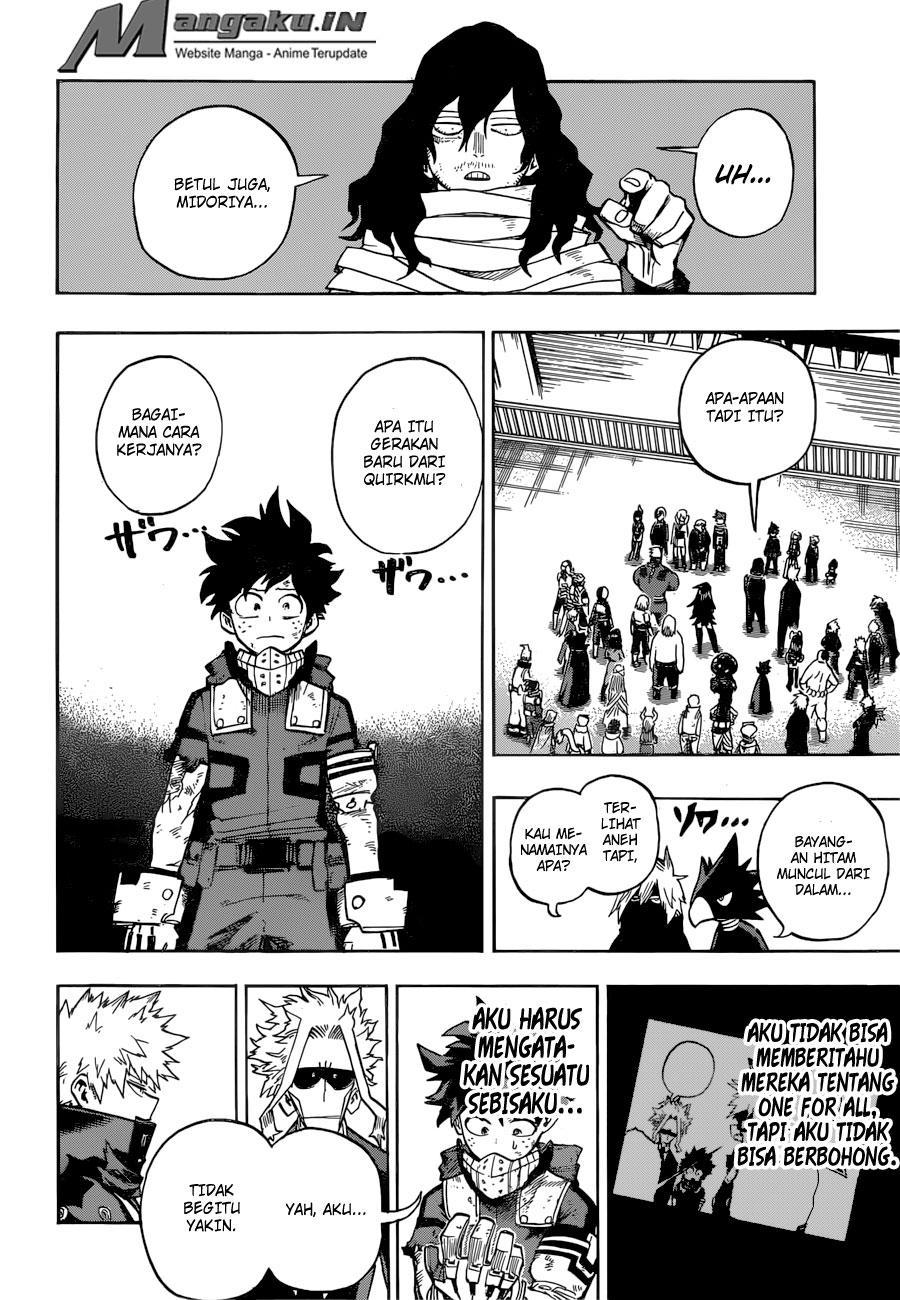 Mangaku.IN
Website Manga - Anime Terupdate
UH...
BETUL JUGA,
MIDORIYA...
APA-APAAN
TADI ITU?
APA ITU
GERAKAN
BARU DARI
QUIRKMU?
BAGAI-
MANA CARA
KERJANYA?
ザワ...
ザワ...
BAYANG-
AN HITAM
MUNCUL DARI
DALAM...
ゾワ...
TER-
LIHAT
ANEH
TAPI,
KAU ME-
NAMAINYA
APA?
AKU TIDAK BISA
MEMBERITAHU
MEREKA TENTANG
ONE FOR ALL,
TAPI AKU TIDAK
BISA BERBOHONG.
AKU HARUS
MENGATA-
KAN SESUATU
SEBISAKU...
YAH, AKU...
TIDAK
BEGITU
YAKIN.